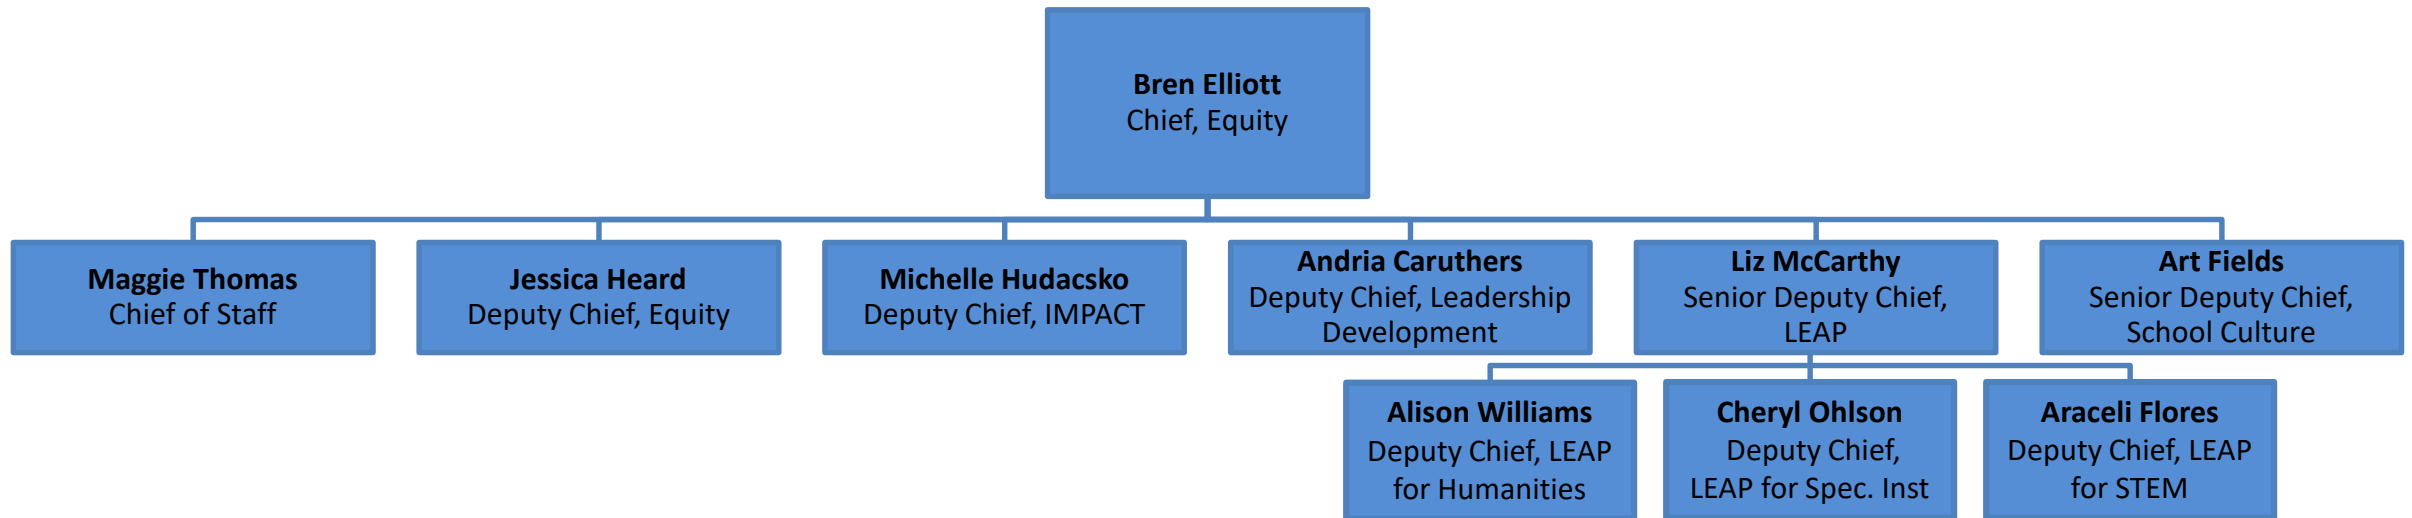 Bren Elliott
Chief, Equity
Maggie Thomas
Chief of Staff
Jessica Heard
Deputy Chief, Equity
Michelle Hudacsko
Deputy Chief, IMPACT
Andria Caruthers
Deputy Chief, Leadership
Development
Liz McCarthy
Senior Deputy Chief,
LEAP
Art Fields
Senior Deputy Chief,
School Culture
Alison Williams
Deputy Chief, LEAP
for Humanities
Cheryl Ohlson
Deputy Chief,
LEAP for Spec. Inst
Araceli Flores
Deputy Chief, LEAP
for STEM